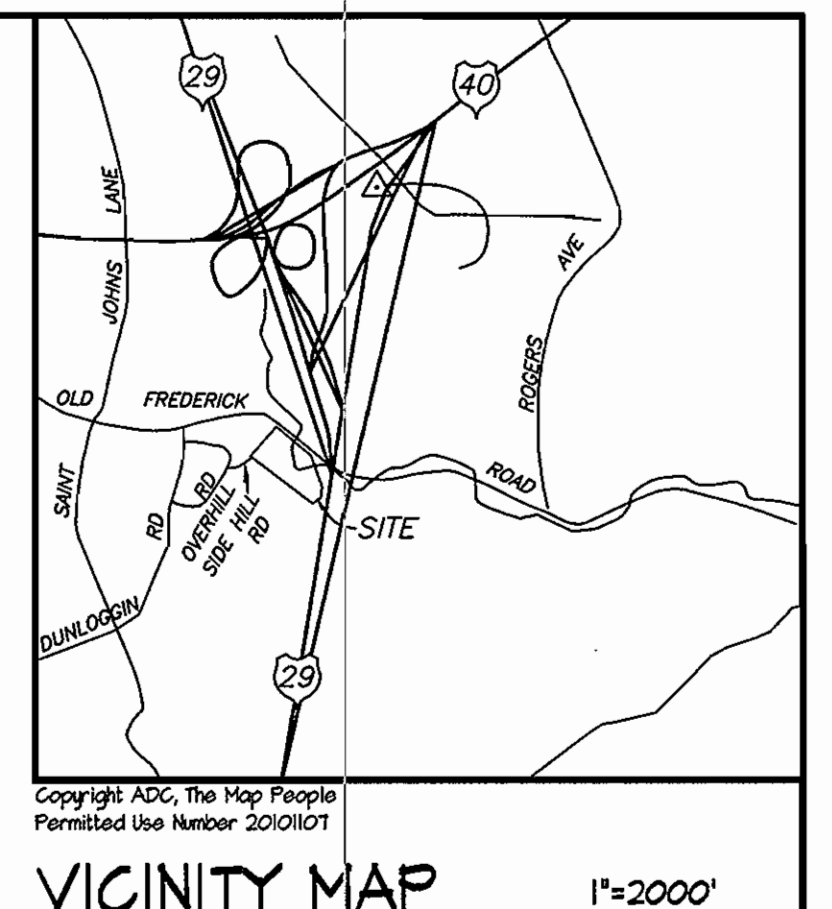 29
40
LANE
JOHNS
AVE
ROGERS
OLD FREDERICK
ROAD
SAINT
RD
RD
OVERHILL
SIDE HILL
RD
SITE
DUNLOGGIN
29
Copyright ADC, The Map People
Permitted Use Number 20101107
VICINITY MAP 1"=2000'